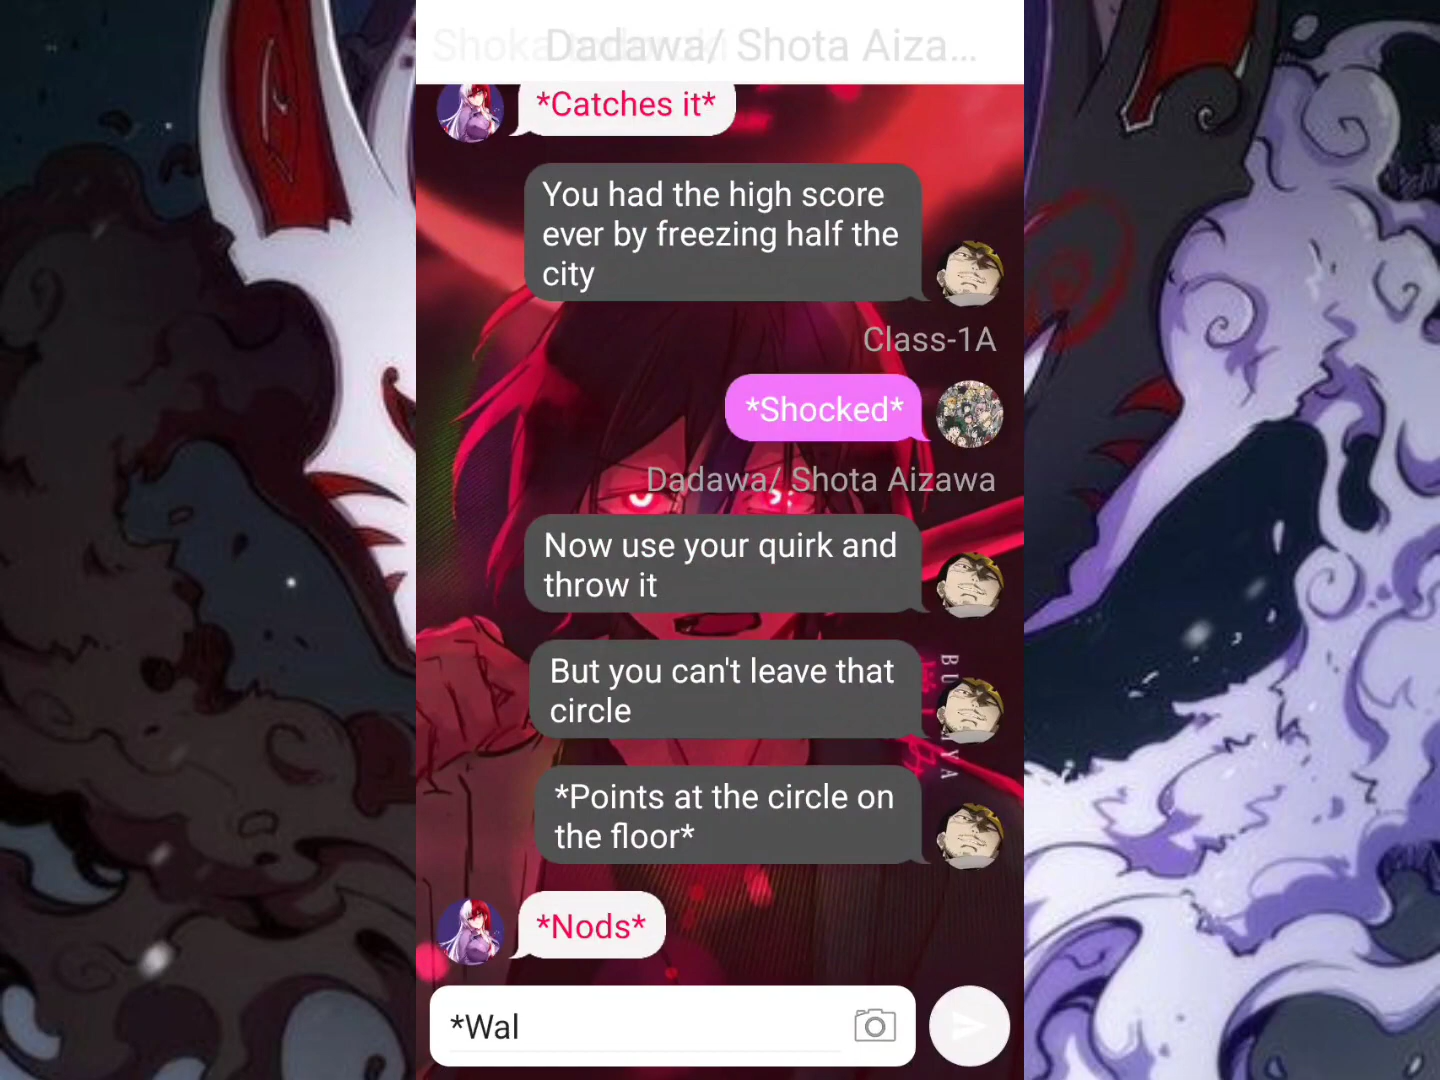 Dadawa/ Shota Aiza...
*Catches it*
You had the high score
ever by freezing half the
city
Class-1A
*Shocked*
Dadawa/ Shota Aizawa
Now use your quirk and
throw it
But you can't leave that
circle
*Points at the circle on
the floor*
*Nods*
*Wal